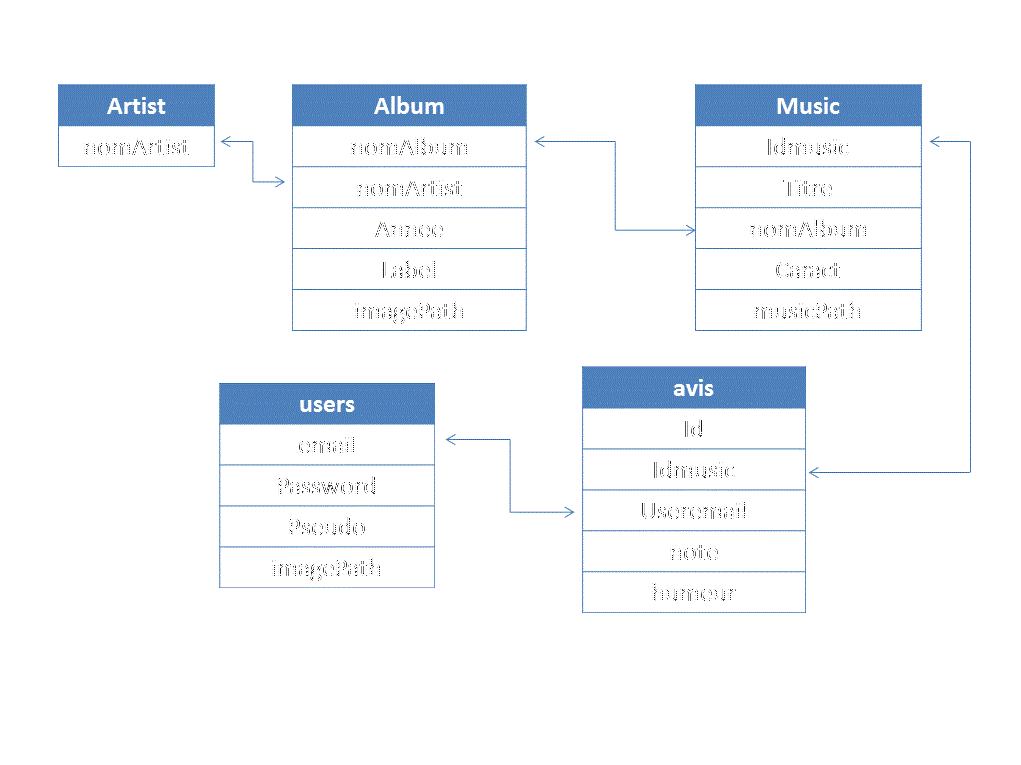 Artist
nomArtist
Album
nomAlbum
nomArtist
Annee
Label
imagePath
Music
Idmusic
Titre
nomAlbum
Caract
musicPath
users
email
Password
Pseudo
imagePath
avis
Id
Idmusic
Useremail
note
humeur